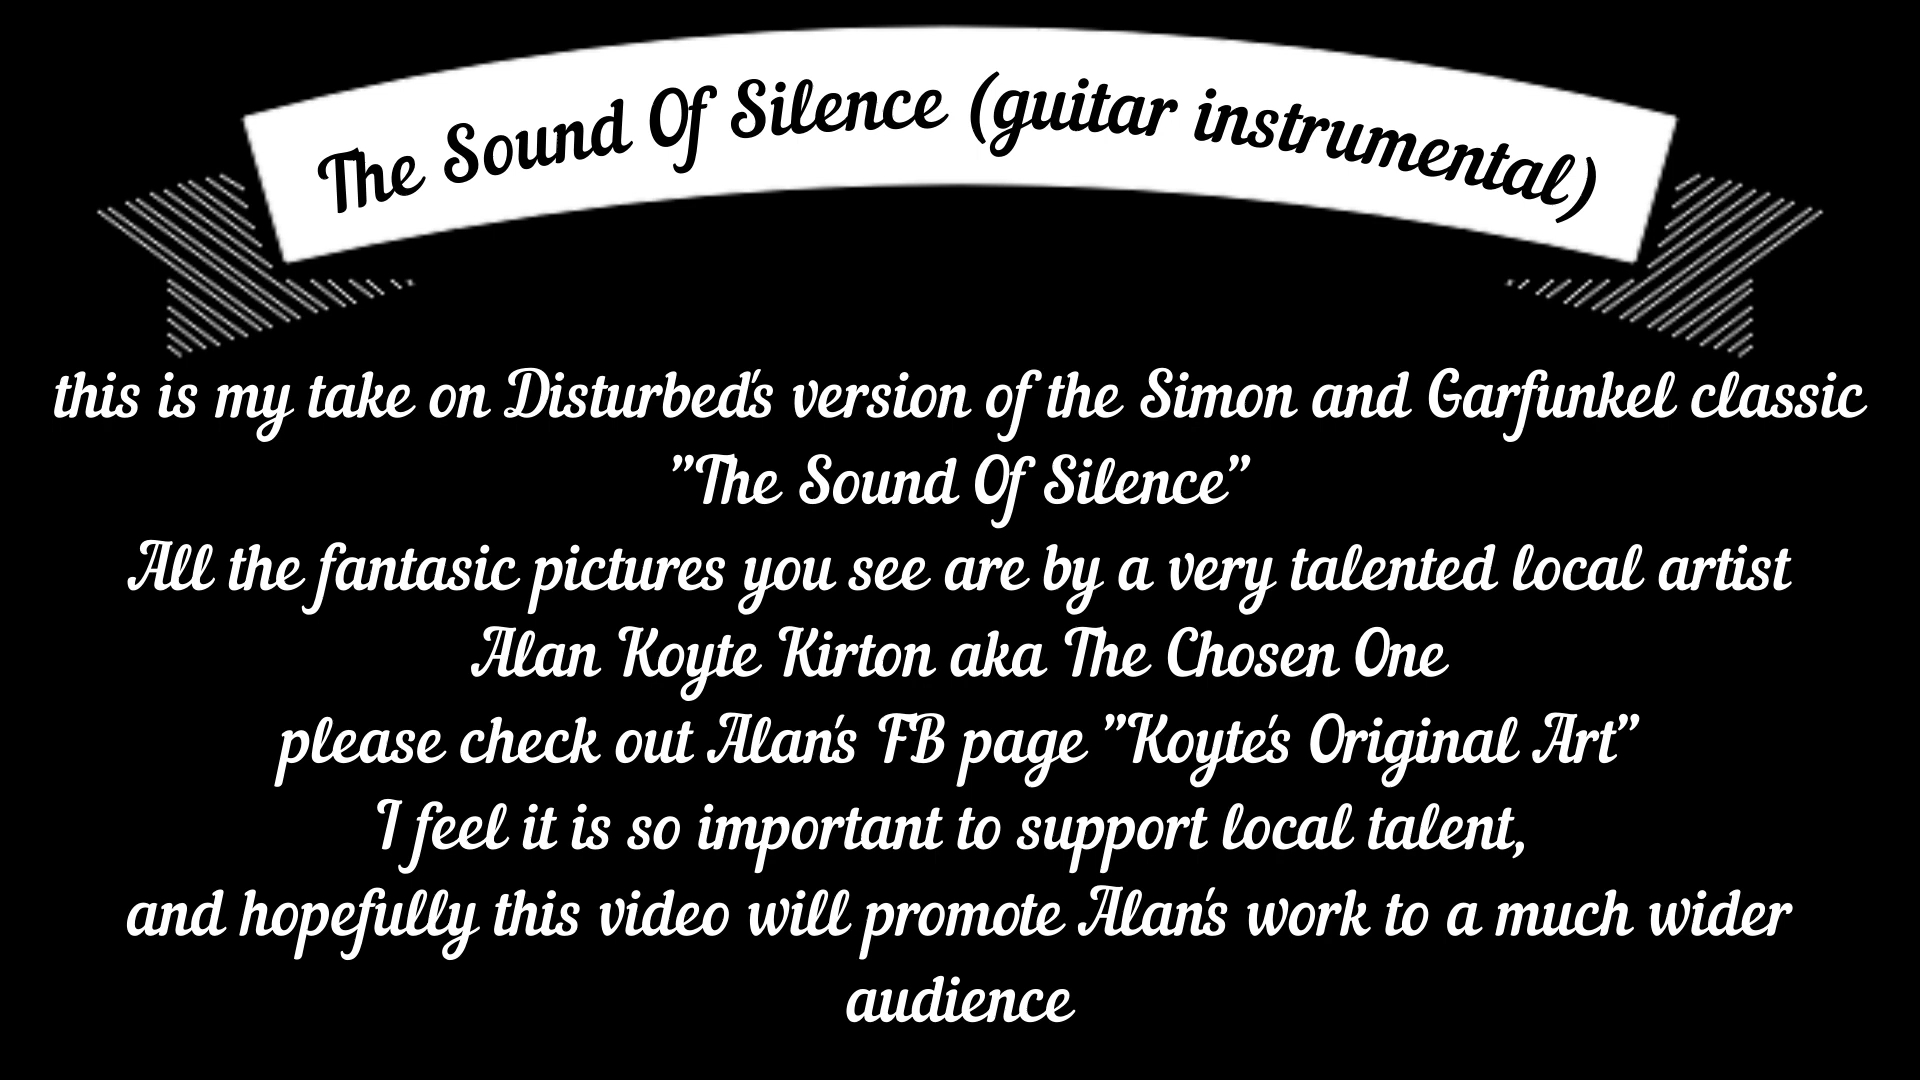 The Sound Of Silence (guitar instrumental)
this is my take on Disturbed's version of the Simon and Garfunkel classic
"The Sound Of Silence"
All the fantasic pictures you see are by a very talented local artist
Alan Koyte Kirton aka The Chosen One
please check out Alan's FB page "Koyte's Original Art"
I feel it is so important to support local talent,
and hopefully this video will promote Alan's work to a much wider
audience